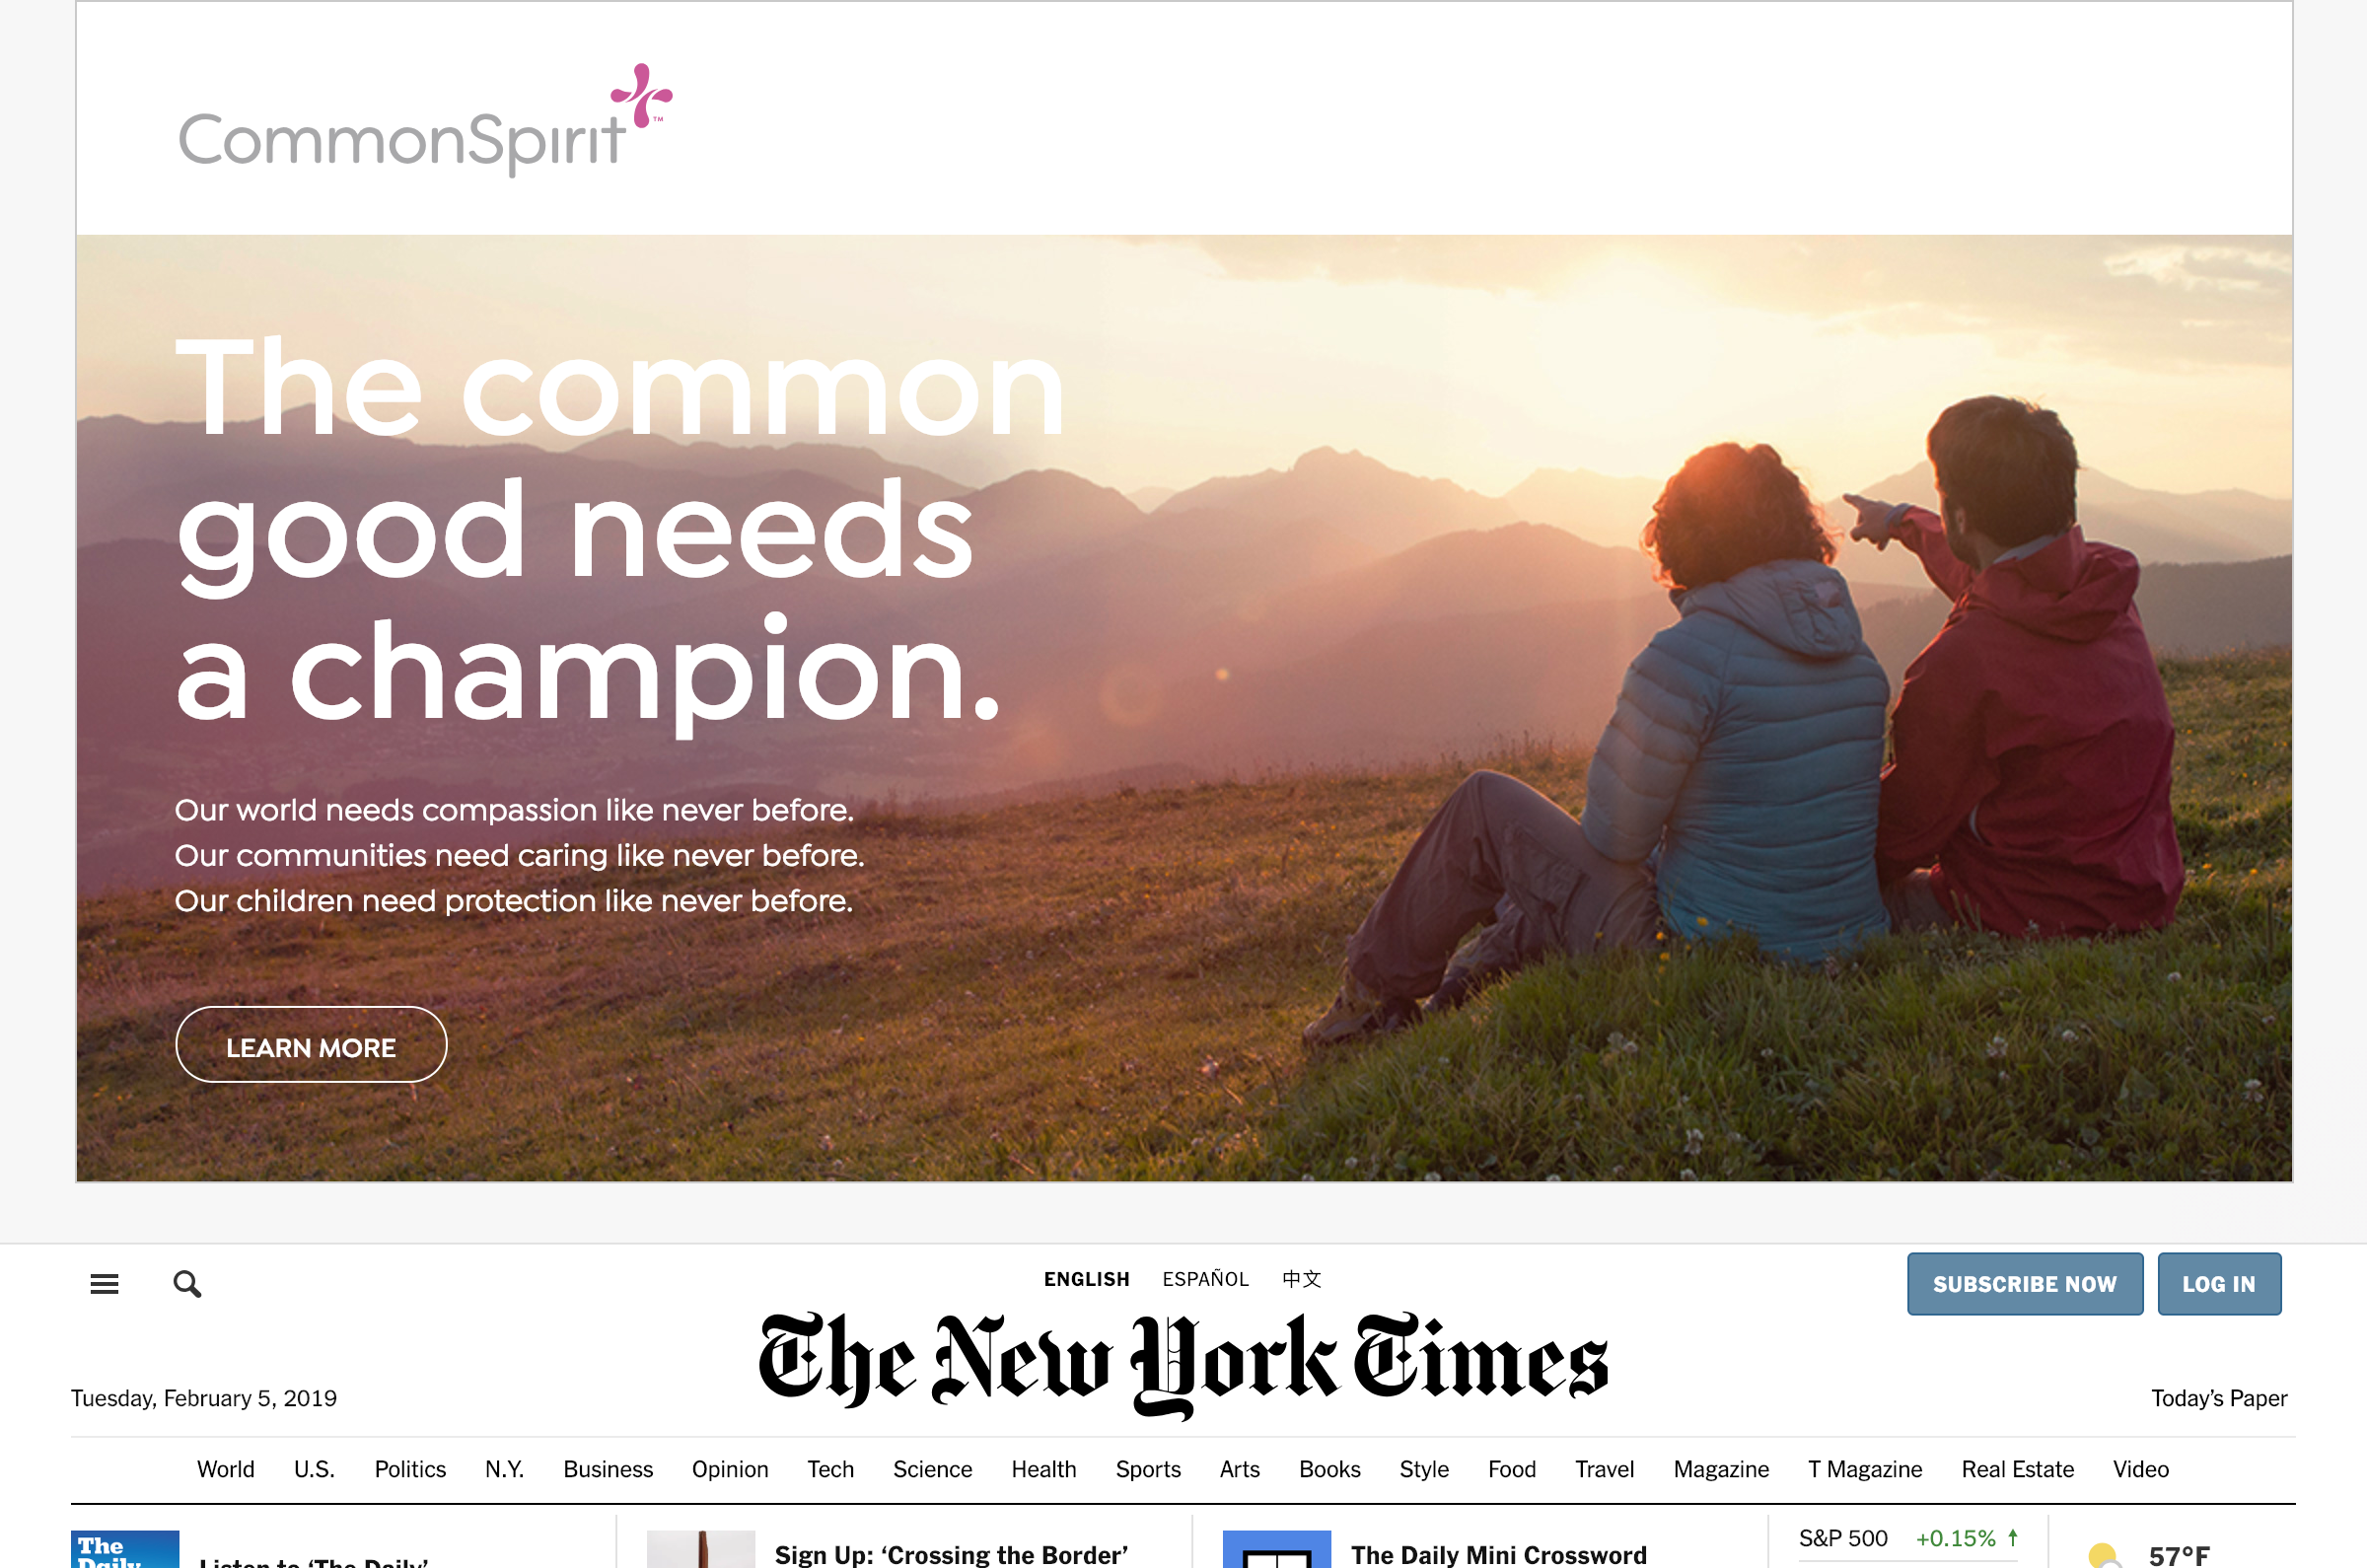 CommonSpirit™
The common
good needs
a champion.
Our world needs compassion like never before.
Our communities need caring like never before.
Our children need protection like never before.
LEARN MORE
ENGLISH ESPAÑOL 中文
SUBSCRIBE NOW LOG IN
The New York Times
Tuesday, February 5, 2019
Today’s Paper
World U.S. Politics N.Y. Business Opinion Tech Science Health Sports Arts Books Style Food Travel Magazine T Magazine Real Estate Video
The
Daily
Listen to ‘The Daily’
Sign Up: ‘Crossing the Border’
The Daily Mini Crossword
S&P 500 +0.15%
57°F